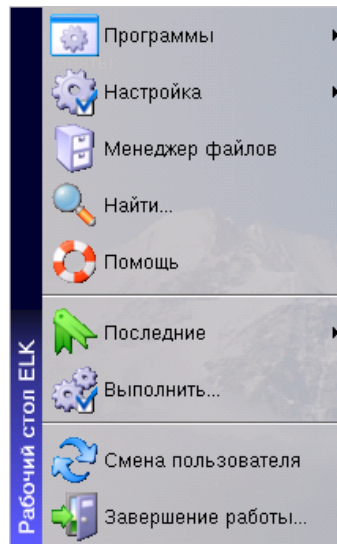 Программы
Настройка
Менеджер файлов
Найти...
Помощь
Последние
Выполнить...
Смена пользователя
Завершение работы...
Рабочий стол ELK